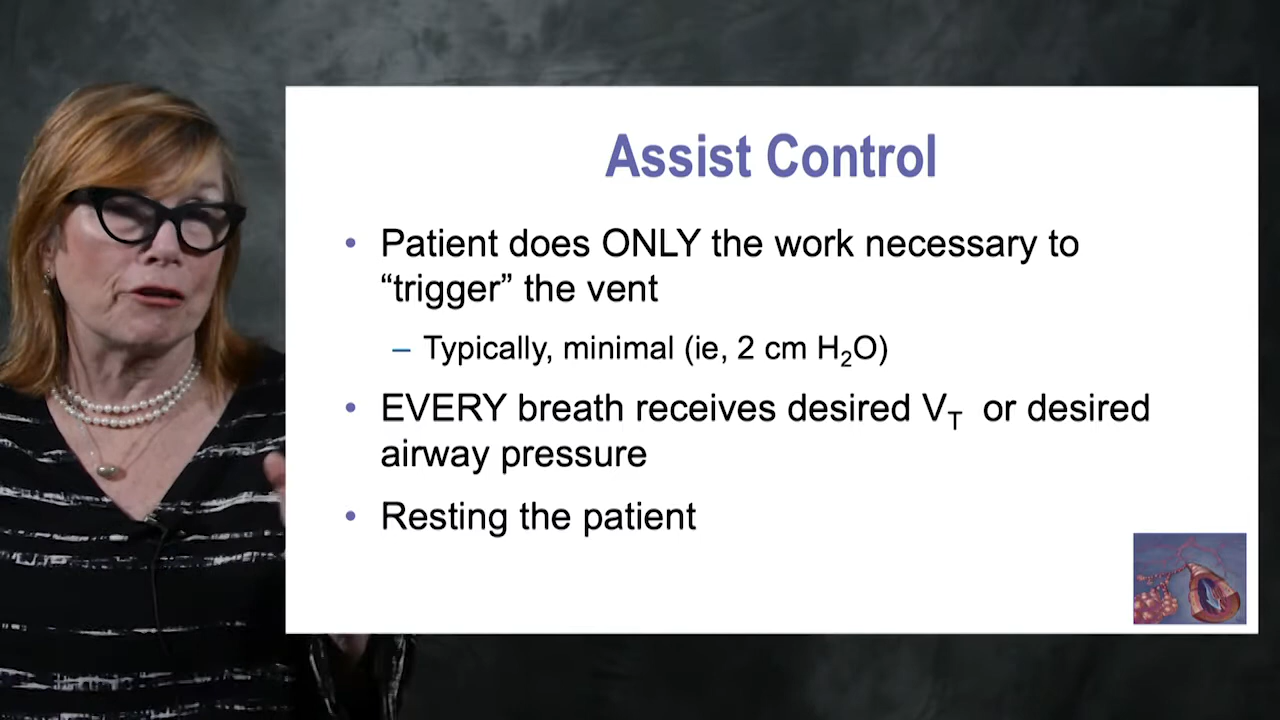 Assist Control
• Patient does ONLY the work necessary to
“trigger” the vent
– Typically, minimal (ie, 2 cm H₂O)
• EVERY breath receives desired V_T or desired
airway pressure
• Resting the patient